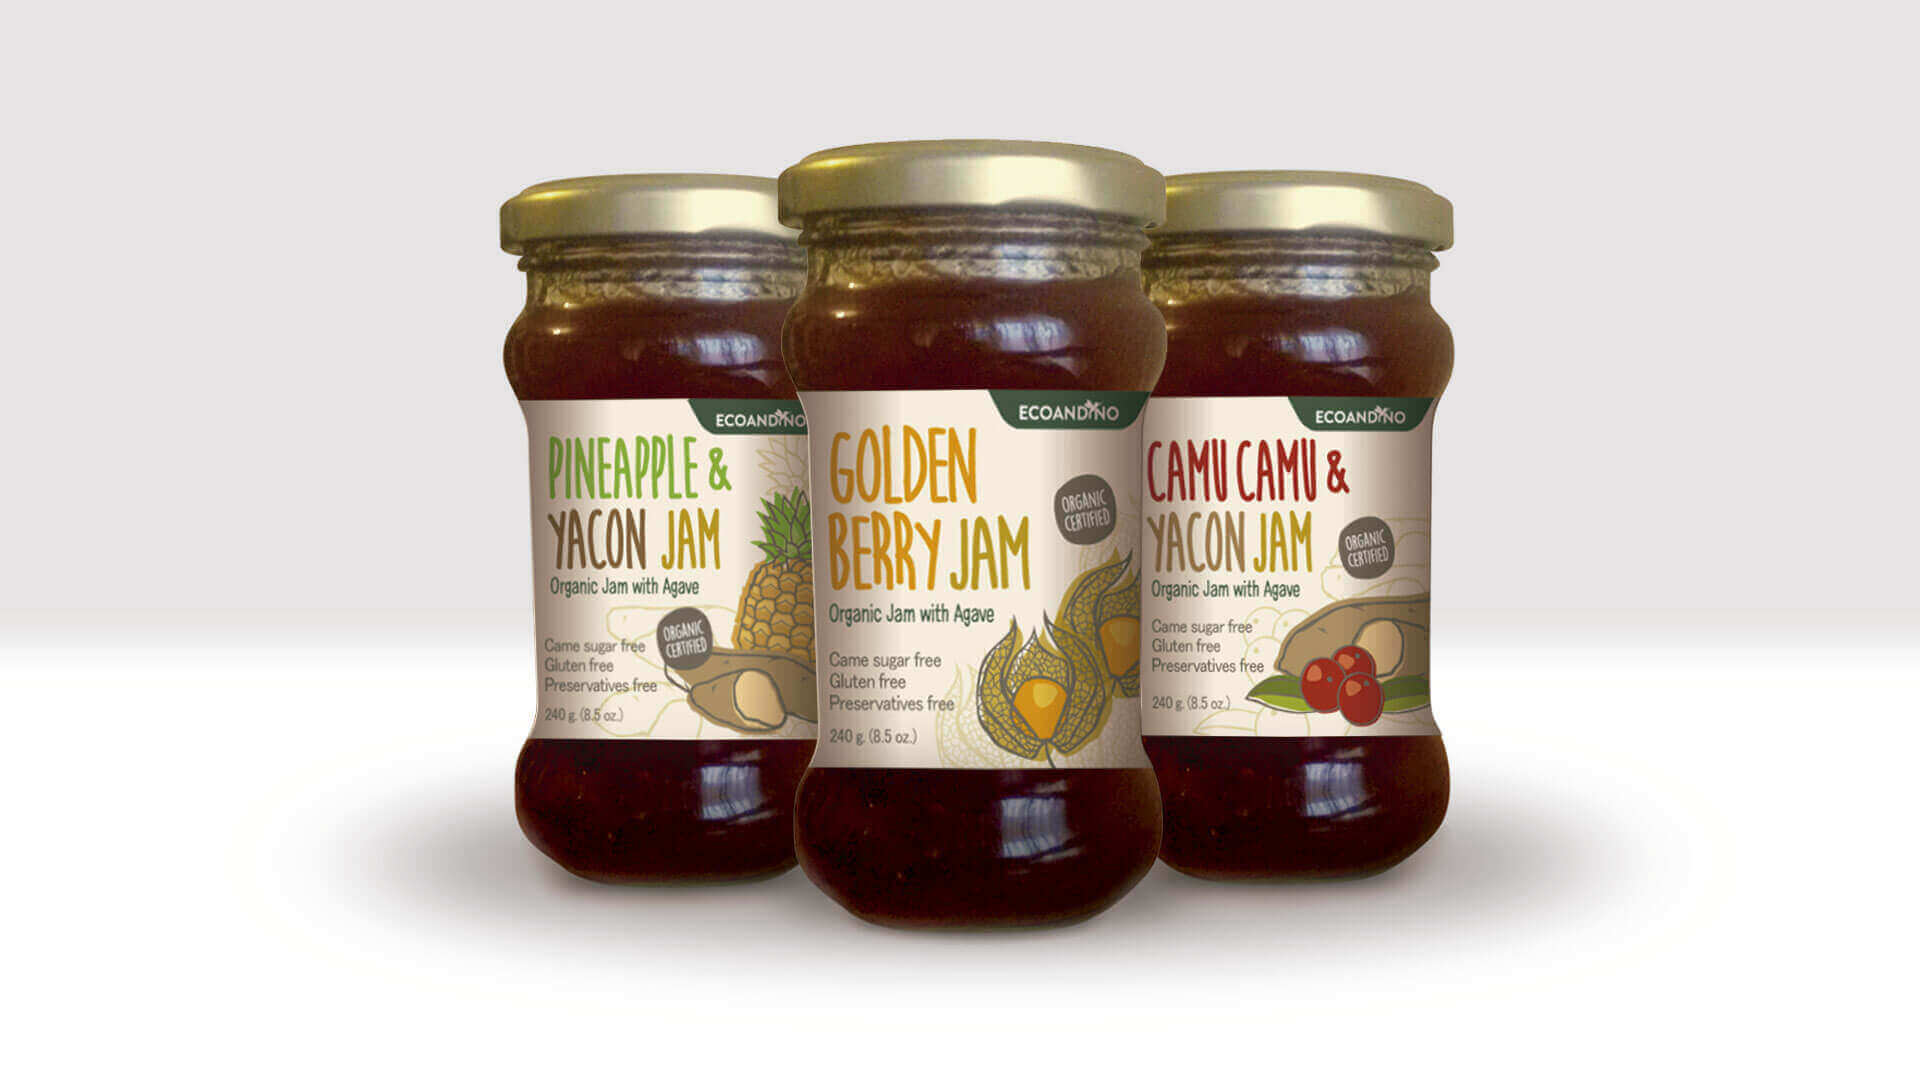 ECOANDINO
PINEAPPLE &
YACON JAM
Organic Jam with Agave
ORGANIC
CERTIFIED
Came sugar free
Gluten free
Preservatives free
240 g. (8.5 oz.)
ECOANDINO
GOLDEN
BERRY JAM
ORGANIC
CERTIFIED
Organic Jam with Agave
Came sugar free
Gluten free
Preservatives free
240 g. (8.5 oz.)
ECOANDINO
CAMU CAMU &
YACON JAM
ORGANIC
CERTIFIED
Organic Jam with Agave
Came sugar free
Gluten free
Preservatives free
240 g. (8.5 oz.)